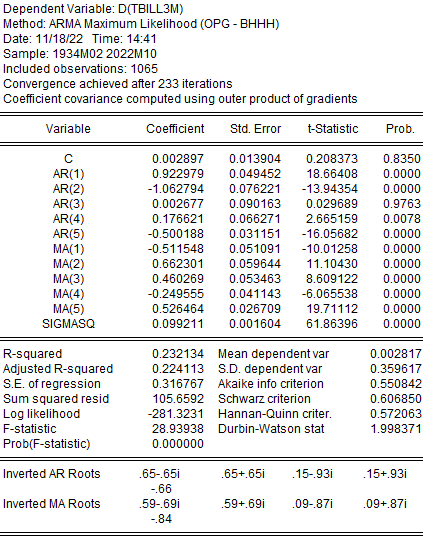 Dependent Variable: D(TBILL3M)
Method: ARMA Maximum Likelihood (OPG - BHHH)
Date: 11/18/22 Time: 14:41
Sample: 1934M02 2022M10
Included observations: 1065
Convergence achieved after 233 iterations
Coefficient covariance computed using outer product of gradients
Variable Coefficient Std. Error t-Statistic Prob.
C 0.002897 0.013904 0.208373 0.8350
AR(1) 0.922979 0.049452 18.66408 0.0000
AR(2) -1.062794 0.076221 -13.94354 0.0000
AR(3) 0.002677 0.090163 0.029689 0.9763
AR(4) 0.176621 0.066271 2.665159 0.0078
AR(5) -0.500188 0.031151 -16.05682 0.0000
MA(1) -0.511548 0.051091 -10.01258 0.0000
MA(2) 0.662301 0.059644 11.10430 0.0000
MA(3) 0.460269 0.053463 8.609122 0.0000
MA(4) -0.249555 0.041143 -6.065538 0.0000
MA(5) 0.526464 0.026709 19.71112 0.0000
SIGMASQ 0.099211 0.001604 61.86396 0.0000
R-squared 0.232134 Mean dependent var 0.002817
Adjusted R-squared 0.224113 S.D. dependent var 0.359617
S.E. of regression 0.316767 Akaike info criterion 0.550842
Sum squared resid 105.6592 Schwarz criterion 0.606850
Log likelihood -281.3231 Hannan-Quinn criter. 0.572063
F-statistic 28.93938 Durbin-Watson stat 1.998371
Prob(F-statistic) 0.000000
Inverted AR Roots .65-.65i .65+.65i .15-.93i .15+.93i
-.66
Inverted MA Roots .59-.69i .59+.69i .09-.87i .09+.87i
-.84